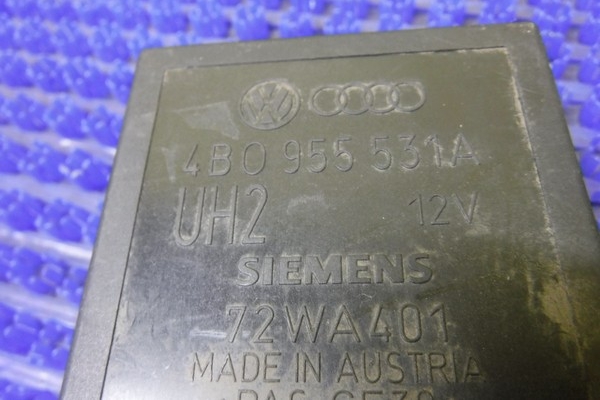 4B0 955 531A
UH2 12V
SIEMENS
72WA401
MADE IN AUSTRIA